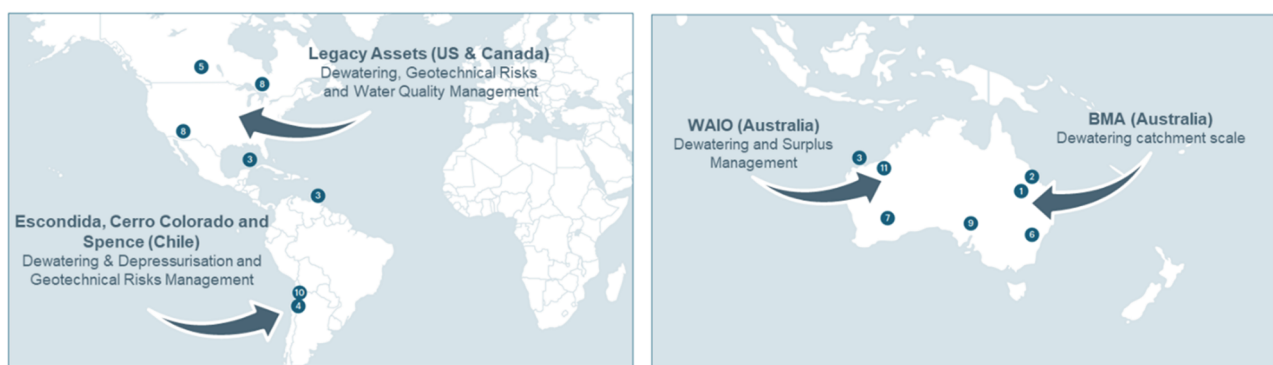 Legacy Assets (US & Canada)
Dewatering, Geotechnical Risks
and Water Quality Management
5
8
8
3
3
Escondida, Cerro Colorado and
Spence (Chile)
Dewatering & Depressurisation and
Geotechnical Risks Management
10
4
WAIO (Australia)
Dewatering and Surplus
Management
BMA (Australia)
Dewatering catchment scale
3
11
2
1
7
9
6